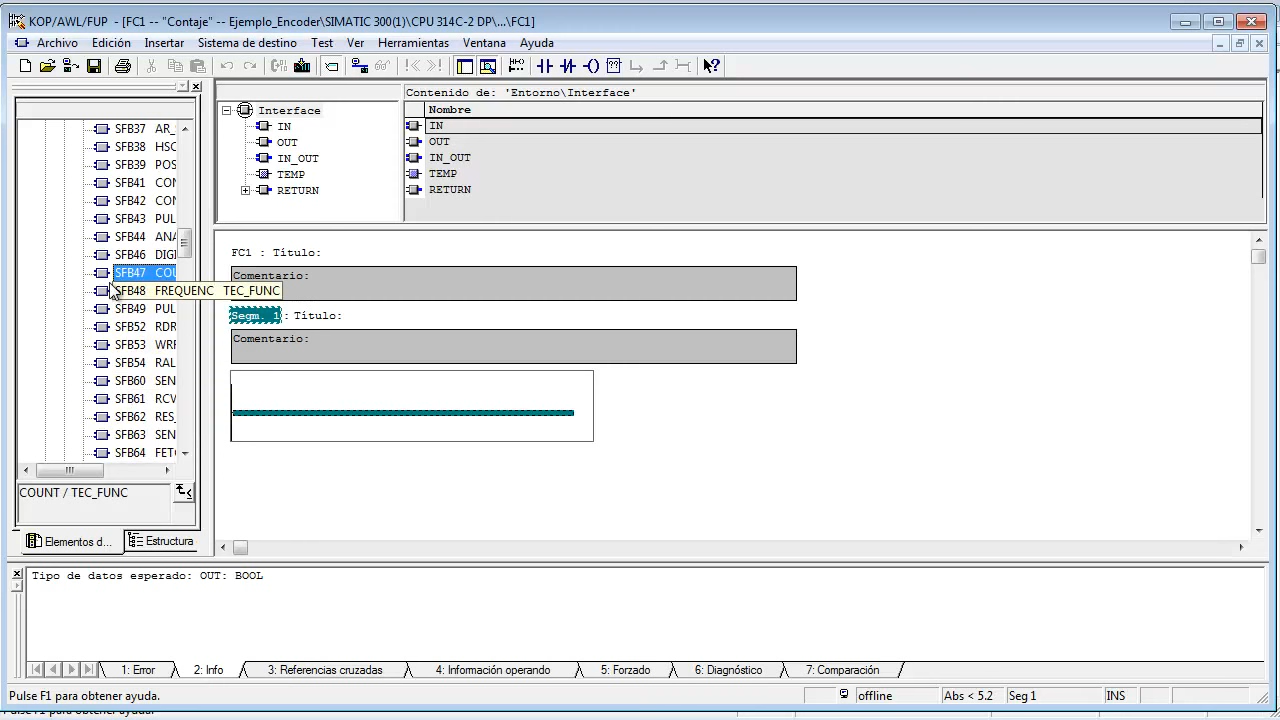 KOP/AWL/FUP - [FC1 -- "Contaje" -- Ejemplo_Encoder\SIMATIC 300(1)\CPU 314C-2 DP\...\FC1]
Archivo Edición Insertar Sistema de destino Test Ver Herramientas Ventana Ayuda
Contenido de: 'Entorno\Interface'
Nombre
Interface
IN
OUT
IN_OUT
TEMP
RETURN
IN
OUT
IN_OUT
TEMP
RETURN
SFB37 AR_
SFB38 HSC
SFB39 POS
SFB41 CON
SFB42 CON
SFB43 PUL
SFB44 ANA
SFB46 DIGI
SFB47 COU
SFB48 FREQUENC TEC_FUNC
SFB49 PUL
SFB52 RDR
SFB53 WRR
SFB54 RAL
SFB60 SEN
SFB61 RCV
SFB62 RES_
SFB63 SEN
SFB64 FET
COUNT / TEC_FUNC
Elementos d... Estructura
FC1 : Título:
Comentario:
Segm. 1 : Título:
Comentario:
Tipo de datos esperado: OUT: BOOL
1: Error 2: Info 3: Referencias cruzadas 4: Información operando 5: Forzado 6: Diagnóstico 7: Comparación
Pulse F1 para obtener ayuda. offline Abs < 5.2 Seg 1 INS
Pulse F1 para obtener ayuda.